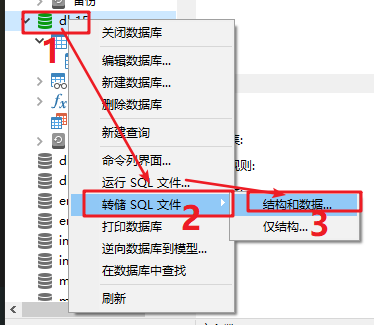 备份
1
关闭数据库
编辑数据库...
新建数据库...
删除数据库
新建查询
命令列界面...
运行 SQL 文件...
转储 SQL 文件
2
结构和数据...
仅结构...
3
打印数据库
逆向数据库到模型...
在数据库中查找
刷新